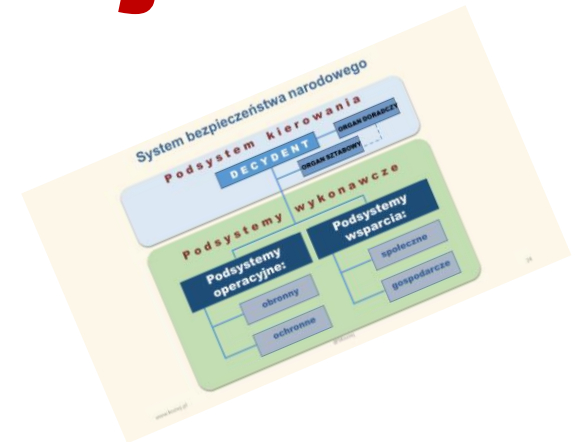 System bezpieczeństwa narodowego
Podsystem kierowania
DECYDENT
ORGAN DORADCZY
ORGAN SZTABOWY
Podsystemy wykonawcze
Podsystemy
operacyjne:
obronny
ochronne
Podsystemy
wsparcia:
społeczne
gospodarcze